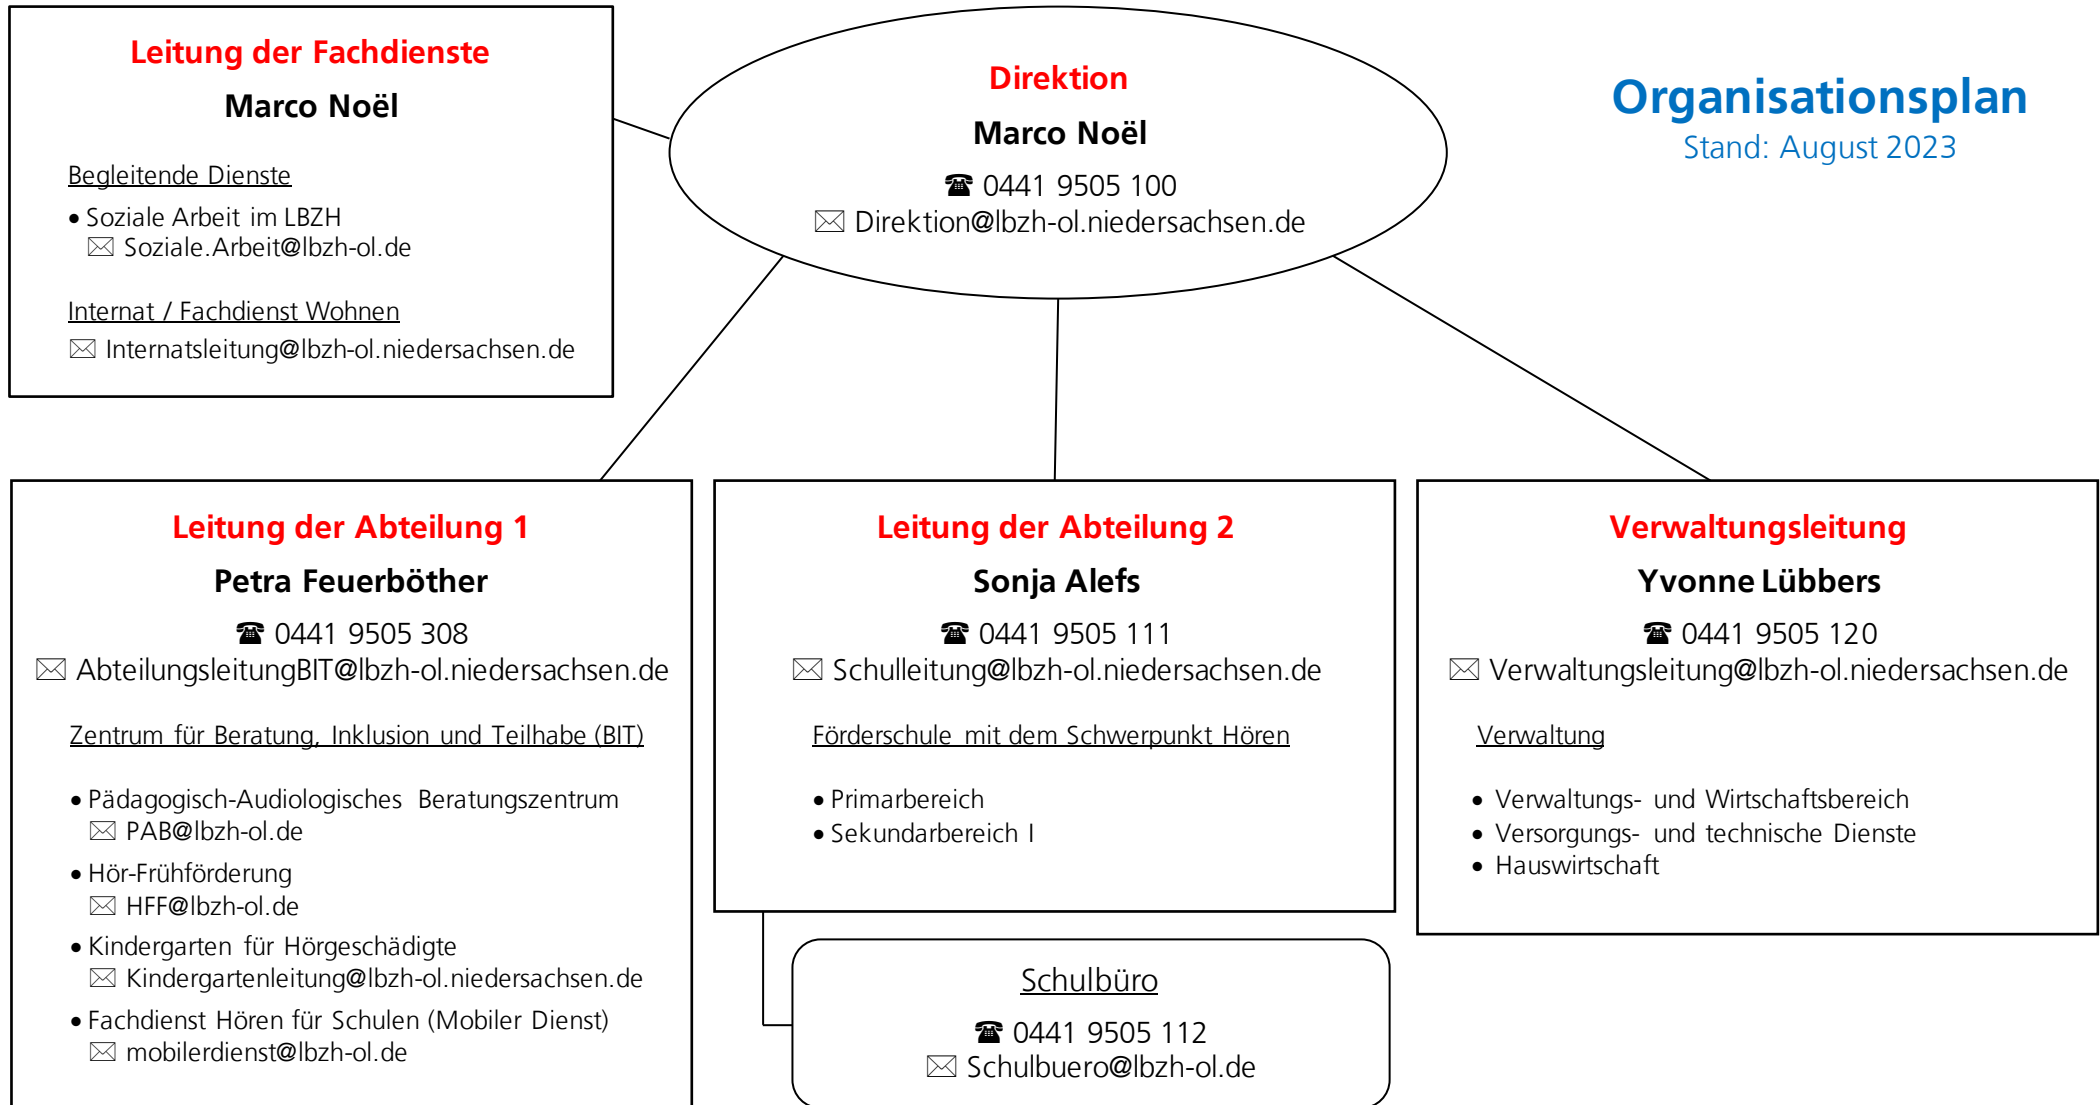 Leitung der Fachdienste
Marco Noël
Begleitende Dienste
• Soziale Arbeit im LBZH
✉ Soziale.Arbeit@lbzh-ol.de
Internat / Fachdienst Wohnen
✉ Internatsleitung@lbzh-ol.niedersachsen.de
Direktion
Marco Noël
☎ 0441 9505 100
✉ Direktion@lbzh-ol.niedersachsen.de
Organisationsplan
Stand: August 2023
Leitung der Abteilung 1
Petra Feuerböther
☎ 0441 9505 308
✉ AbteilungsleitungBIT@lbzh-ol.niedersachsen.de
Zentrum für Beratung, Inklusion und Teilhabe (BIT)
• Pädagogisch-Audiologisches Beratungszentrum
✉ PAB@lbzh-ol.de
• Hör-Frühförderung
✉ HFF@lbzh-ol.de
• Kindergarten für Hörgeschädigte
✉ Kindergartenleitung@lbzh-ol.niedersachsen.de
• Fachdienst Hören für Schulen (Mobiler Dienst)
✉ mobilerdienst@lbzh-ol.de
Leitung der Abteilung 2
Sonja Alefs
☎ 0441 9505 111
✉ Schulleitung@lbzh-ol.niedersachsen.de
Förderschule mit dem Schwerpunkt Hören
• Primarbereich
• Sekundarbereich I
Schulbüro
☎ 0441 9505 112
✉ Schulbuero@lbzh-ol.de
Verwaltungsleitung
Yvonne Lübbers
☎ 0441 9505 120
✉ Verwaltungsleitung@lbzh-ol.niedersachsen.de
Verwaltung
• Verwaltungs- und Wirtschaftsbereich
• Versorgungs- und technische Dienste
• Hauswirtschaft